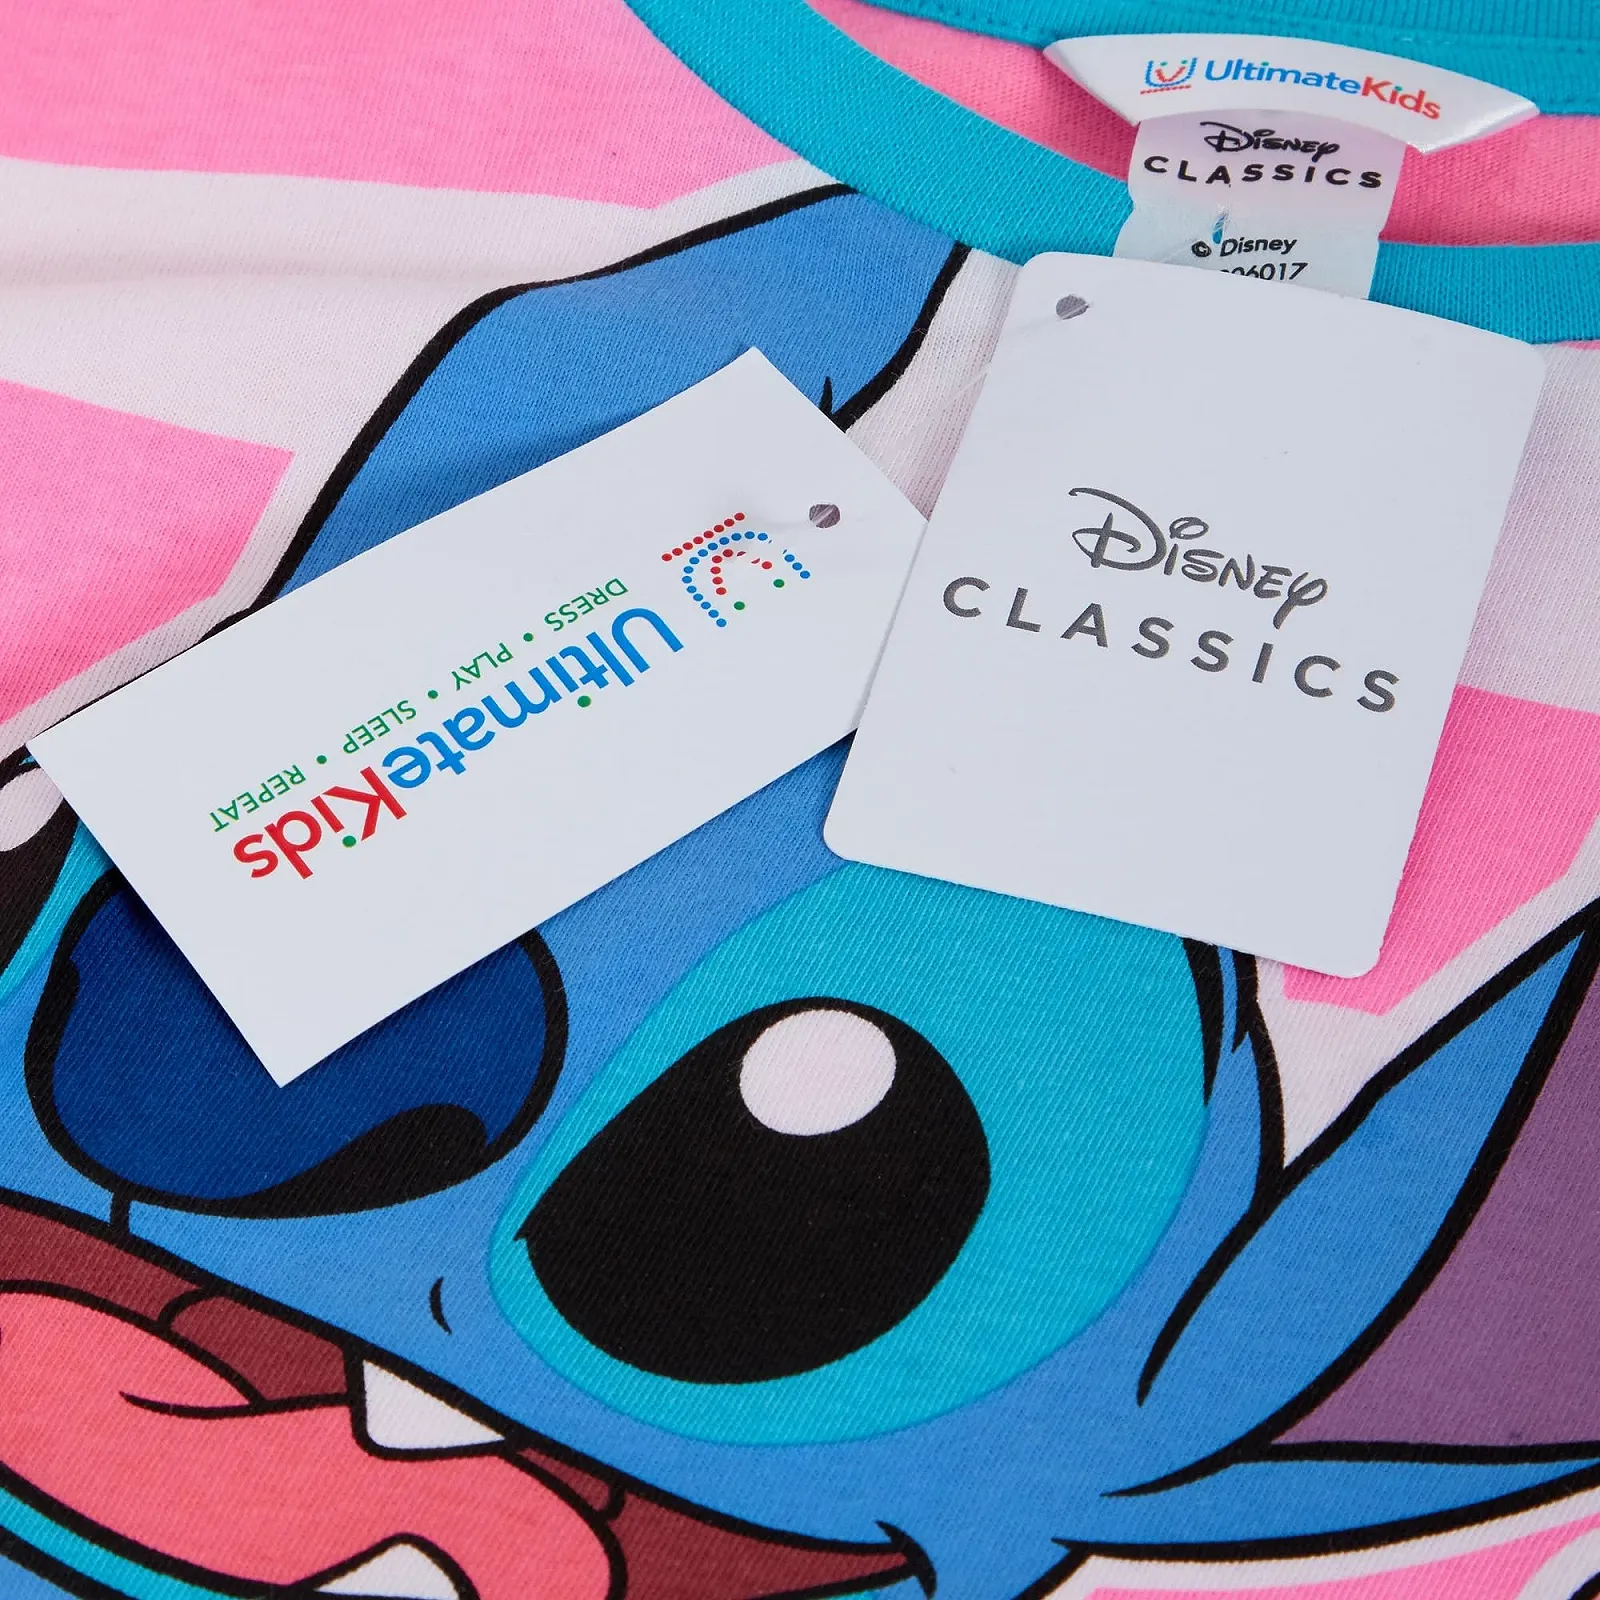 UltimateKids
Disney
CLASSICS
© Disney
Disney
CLASSICS
UltimateKids
DRESS • PLAY • SLEEP • REPEAT